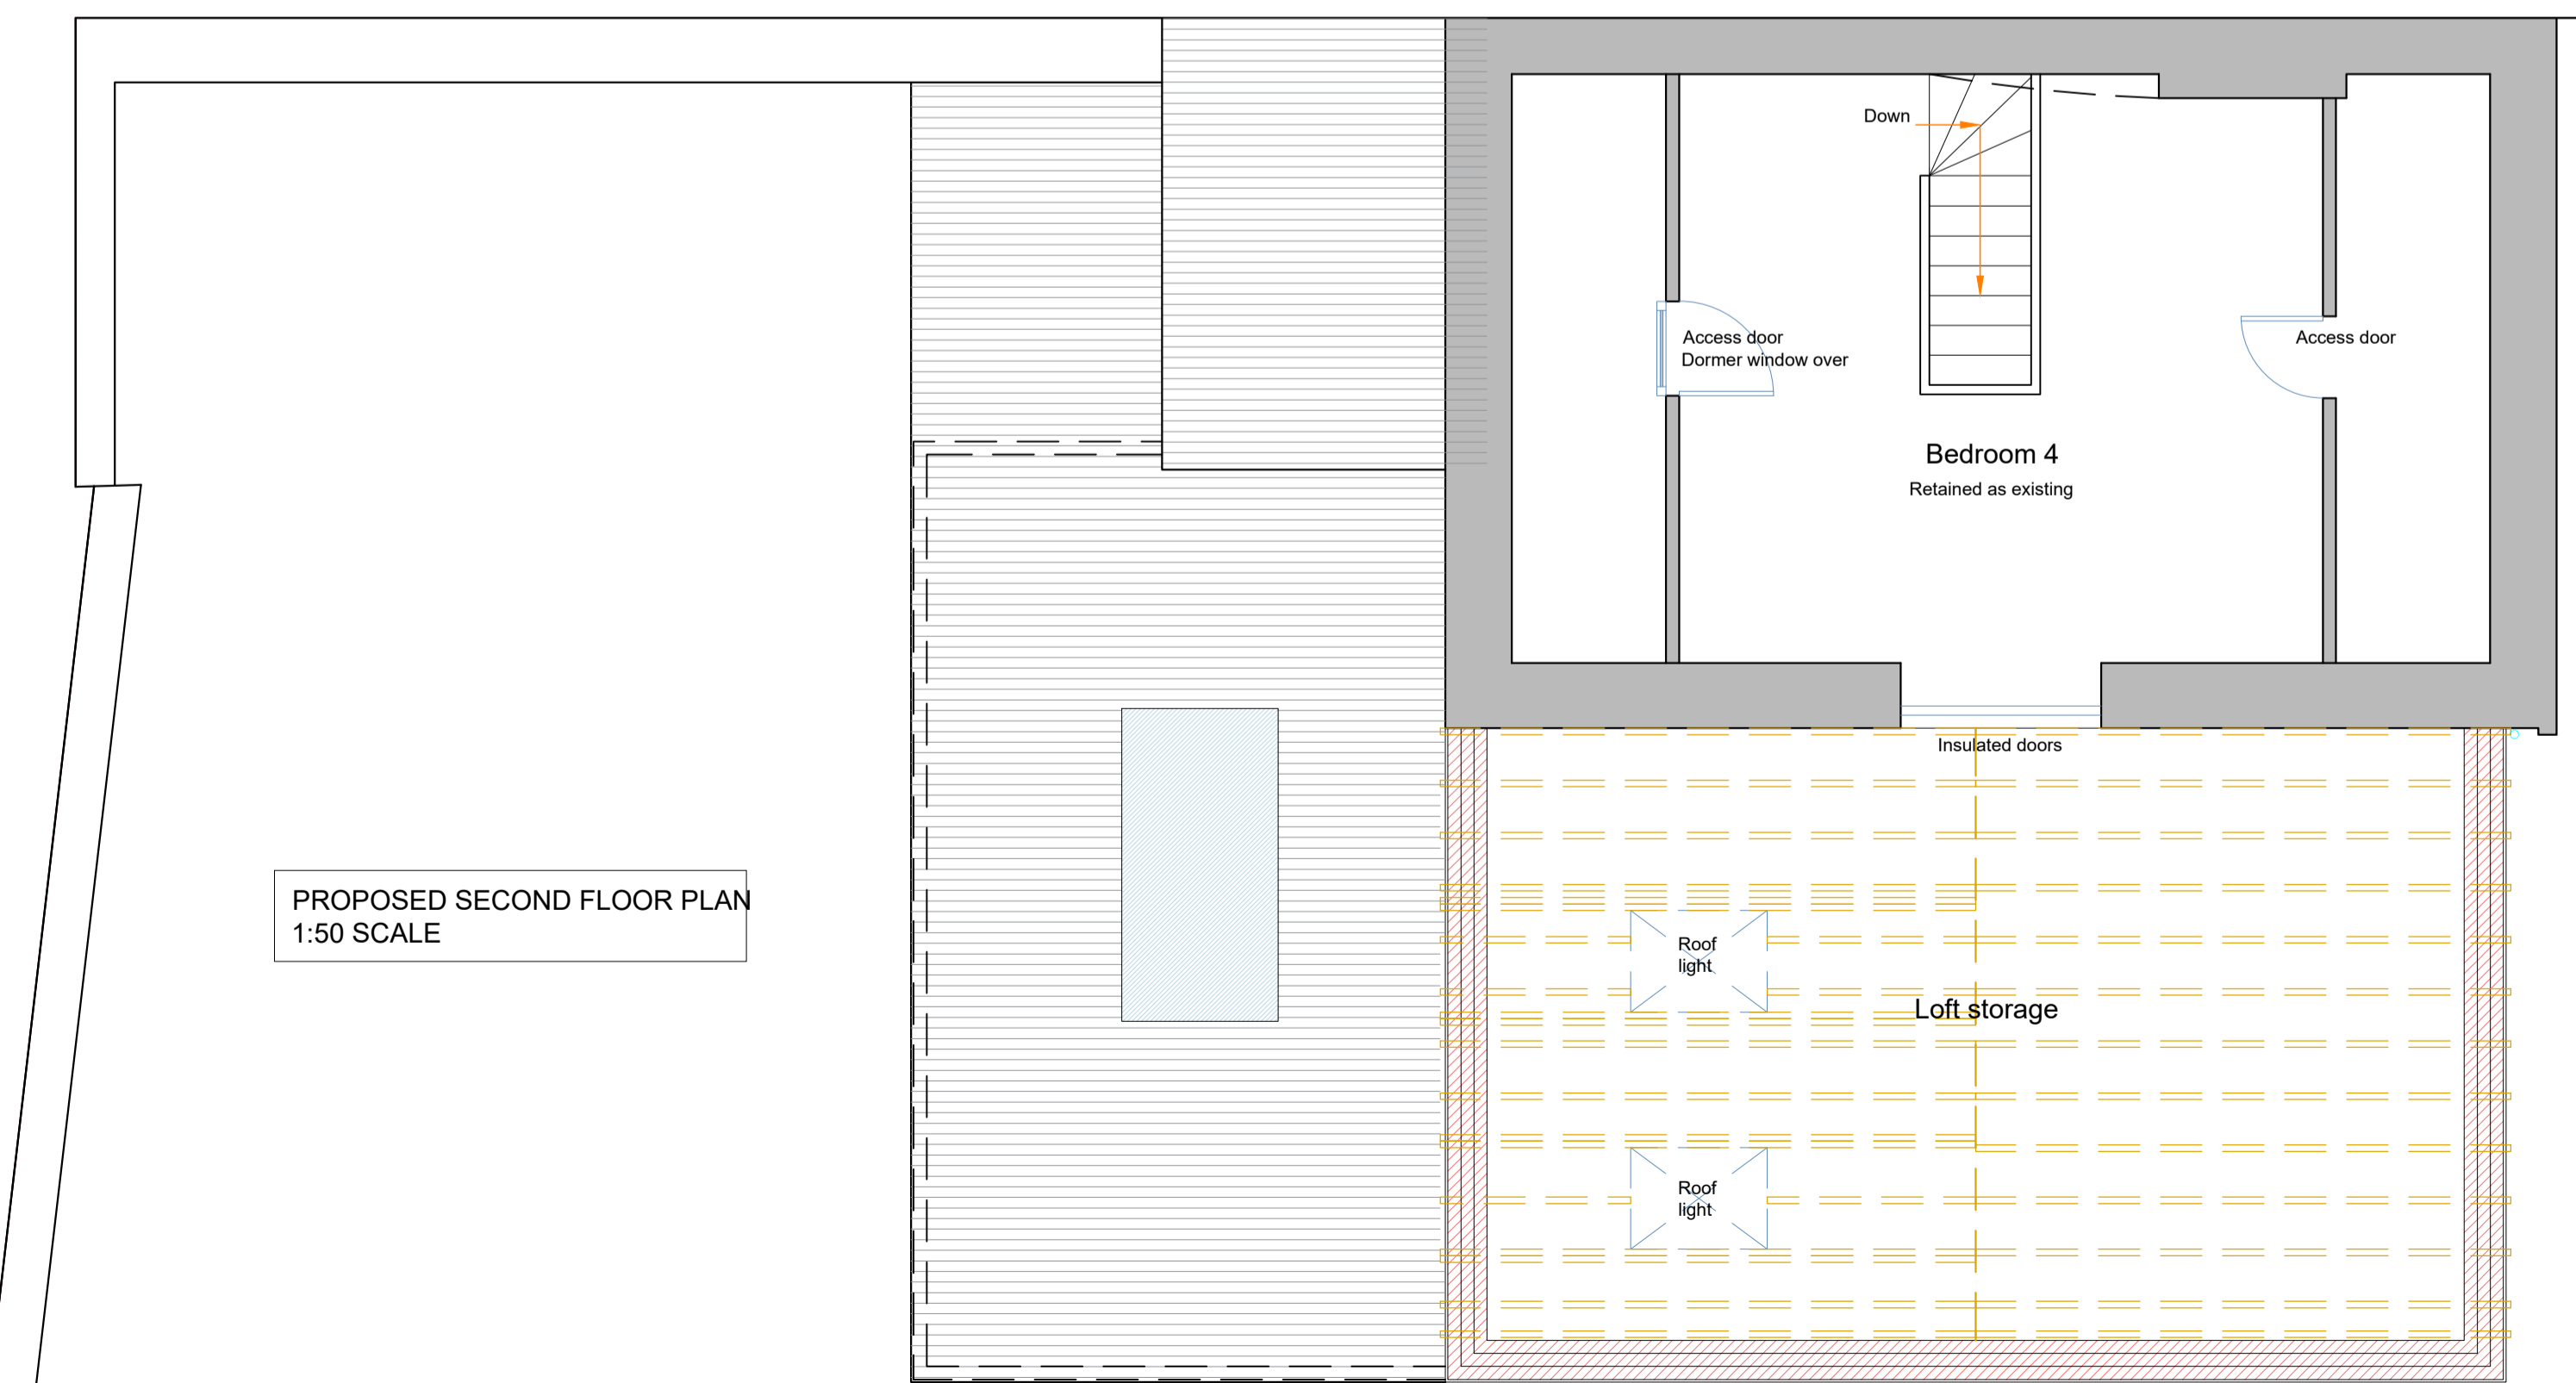 Down
Access door
Dormer window over
Access door
Bedroom 4
Retained as existing
Insulated doors
PROPOSED SECOND FLOOR PLAN
1:50 SCALE
Roof
light
Loft storage
Roof
light